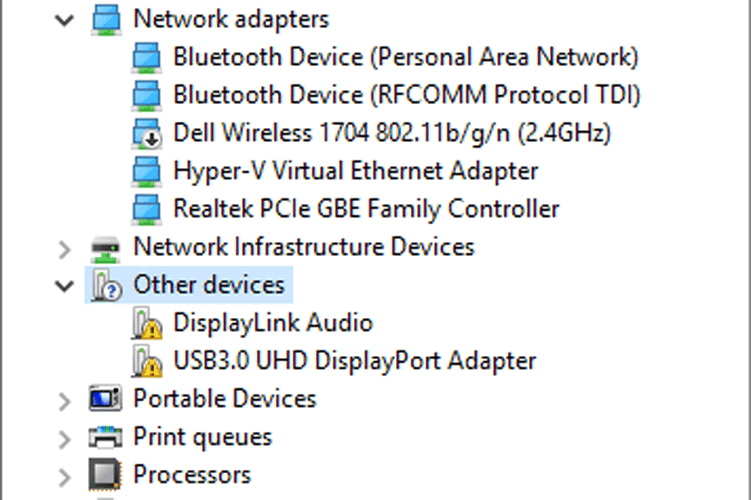 Network adapters
Bluetooth Device (Personal Area Network)
Bluetooth Device (RFCOMM Protocol TDI)
Dell Wireless 1704 802.11b/g/n (2.4GHz)
Hyper-V Virtual Ethernet Adapter
Realtek PCIe GBE Family Controller
Network Infrastructure Devices
Other devices
DisplayLink Audio
USB3.0 UHD DisplayPort Adapter
Portable Devices
Print queues
Processors